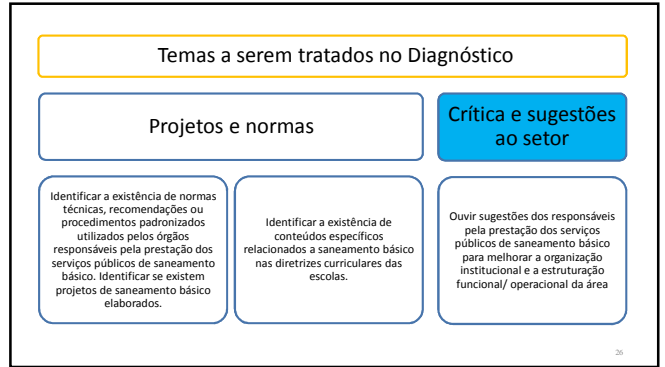 Temas a serem tratados no Diagnóstico
Projetos e normas
Crítica e sugestões
ao setor
Identificar a existência de normas
técnicas, recomendações ou
procedimentos padronizados
utilizados pelos órgãos
responsáveis pela prestação dos
serviços públicos de saneamento
básico. Identificar se existem
projetos de saneamento básico
elaborados.
Identificar a existência de
conteúdos específicos
relacionados a saneamento básico
nas diretrizes curriculares das
escolas.
Ouvir sugestões dos responsáveis
pela prestação dos serviços
públicos de saneamento básico
para melhorar a organização
institucional e a estruturação
funcional/ operacional da área
26